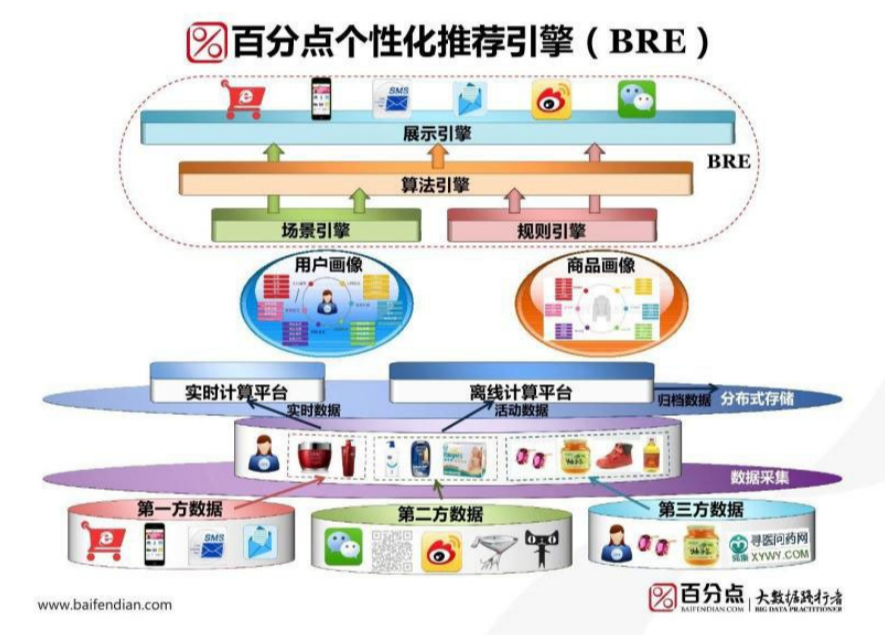 百分点个性化推荐引擎（BRE）
SMS
展示引擎
BRE
算法引擎
场景引擎
规则引擎
用户画像
商品画像
实时计算平台
离线计算平台
实时数据
活动数据
归档数据
分布式存储
数据采集
第一方数据
第二方数据
第三方数据
SMS
寻医问药网
XYWY.COM
www.baifendian.com
百分点
BAIFENDIAN.COM
大数据践行者
BIG DATA PRACTITIONER